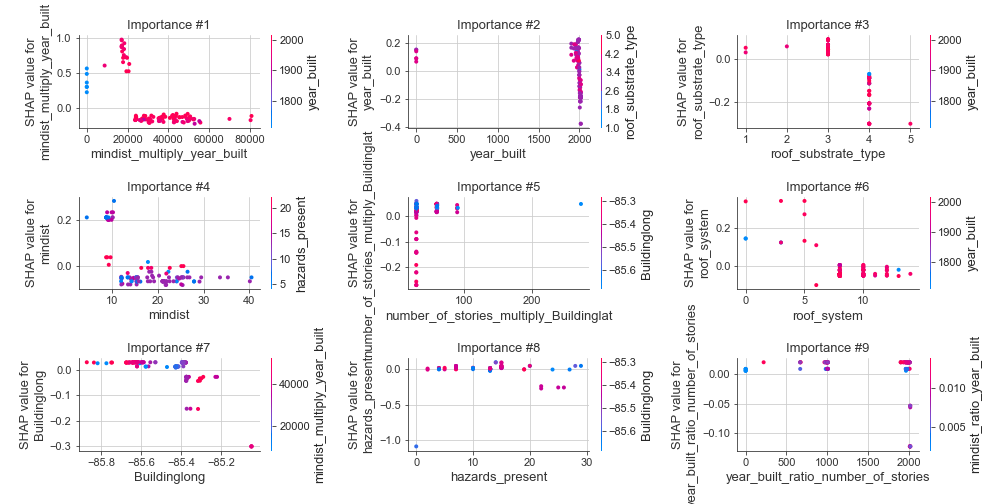 Importance #1
SHAP value for
mindist_multiply_year_built
1.0
0.5
0.0
0
20000
40000
60000
80000
mindist_multiply_year_built
2000
1900
1800
year_built
Importance #2
SHAP value for
year_built
0.2
0.0
−0.2
−0.4
0
500
1000
1500
2000
year_built
5.0
4.2
3.4
2.6
1.8
1.0
roof_substrate_type
Importance #3
SHAP value for
roof_substrate_type
0.0
−0.2
1
2
3
4
5
roof_substrate_type
2000
1900
1800
year_built
Importance #4
SHAP value for
mindist
0.2
0.0
10
20
30
40
mindist
20
15
10
5
hazards_present
Importance #5
SHAP value for
number_of_stories_multiply_Buildinglat
0.0
−0.1
−0.2
0
100
200
number_of_stories_multiply_Buildinglat
−85.3
−85.4
−85.5
−85.6
Buildinglong
Importance #6
SHAP value for
roof_system
0.2
0.0
0
5
10
roof_system
2000
1900
1800
year_built
Importance #7
SHAP value for
Buildinglong
0.0
−0.1
−0.2
−0.3
−85.8
−85.6
−85.4
−85.2
Buildinglong
40000
20000
mindist_multiply_year_built
Importance #8
SHAP value for
hazards_present
0.0
−0.5
−1.0
0
10
20
30
hazards_present
−85.3
−85.4
−85.5
−85.6
Buildinglong
Importance #9
SHAP value for
year_built_ratio_number_of_stories
0.00
−0.05
−0.10
0
500
1000
1500
2000
year_built_ratio_number_of_stories
0.010
0.005
mindist_ratio_year_built